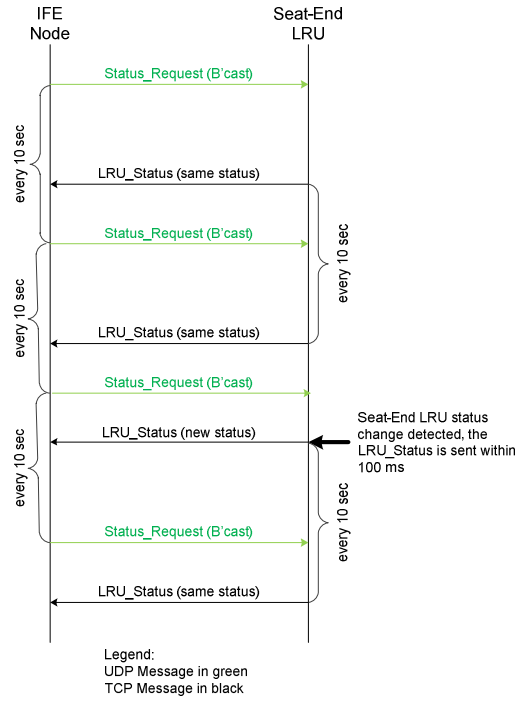 IFE
Node
Seat-End
LRU
Status_Request (B'cast)
every 10 sec
LRU_Status (same status)
Status_Request (B'cast)
every 10 sec
every 10 sec
LRU_Status (same status)
Status_Request (B'cast)
LRU_Status (new status)
Seat-End LRU status
change detected, the
LRU_Status is sent within
100 ms
every 10 sec
every 10 sec
Status_Request (B'cast)
LRU_Status (same status)
Legend:
UDP Message in green
TCP Message in black